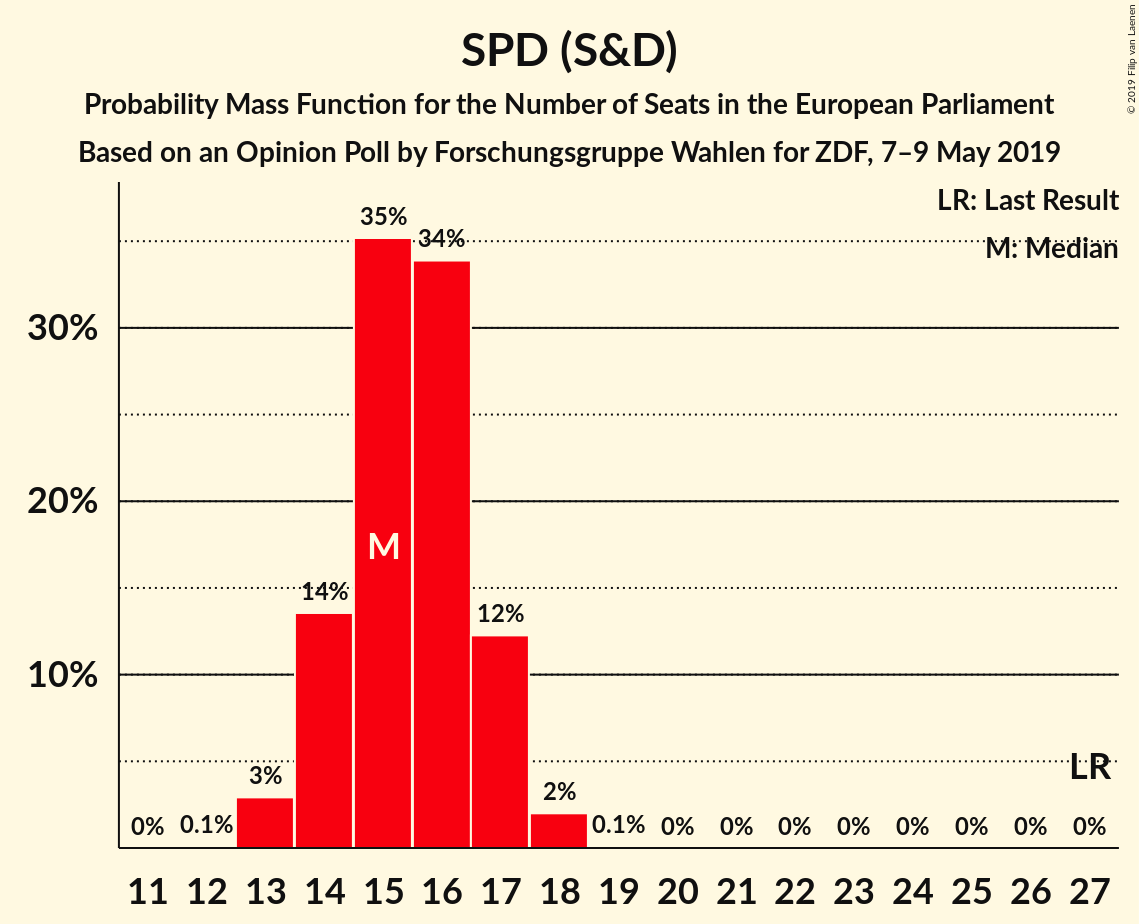 SPD (S&D)
Probability Mass Function for the Number of Seats in the European Parliament
Based on an Opinion Poll by Forschungsgruppe Wahlen for ZDF, 7–9 May 2019
© 2019 Filip van Laenen
LR: Last Result
M: Median
35%
34%
30%
20%
M
14%
12%
10%
LR
3%
2%
0% 0.1% 0.1% 0% 0% 0% 0% 0% 0% 0% 0%
11 12 13 14 15 16 17 18 19 20 21 22 23 24 25 26 27